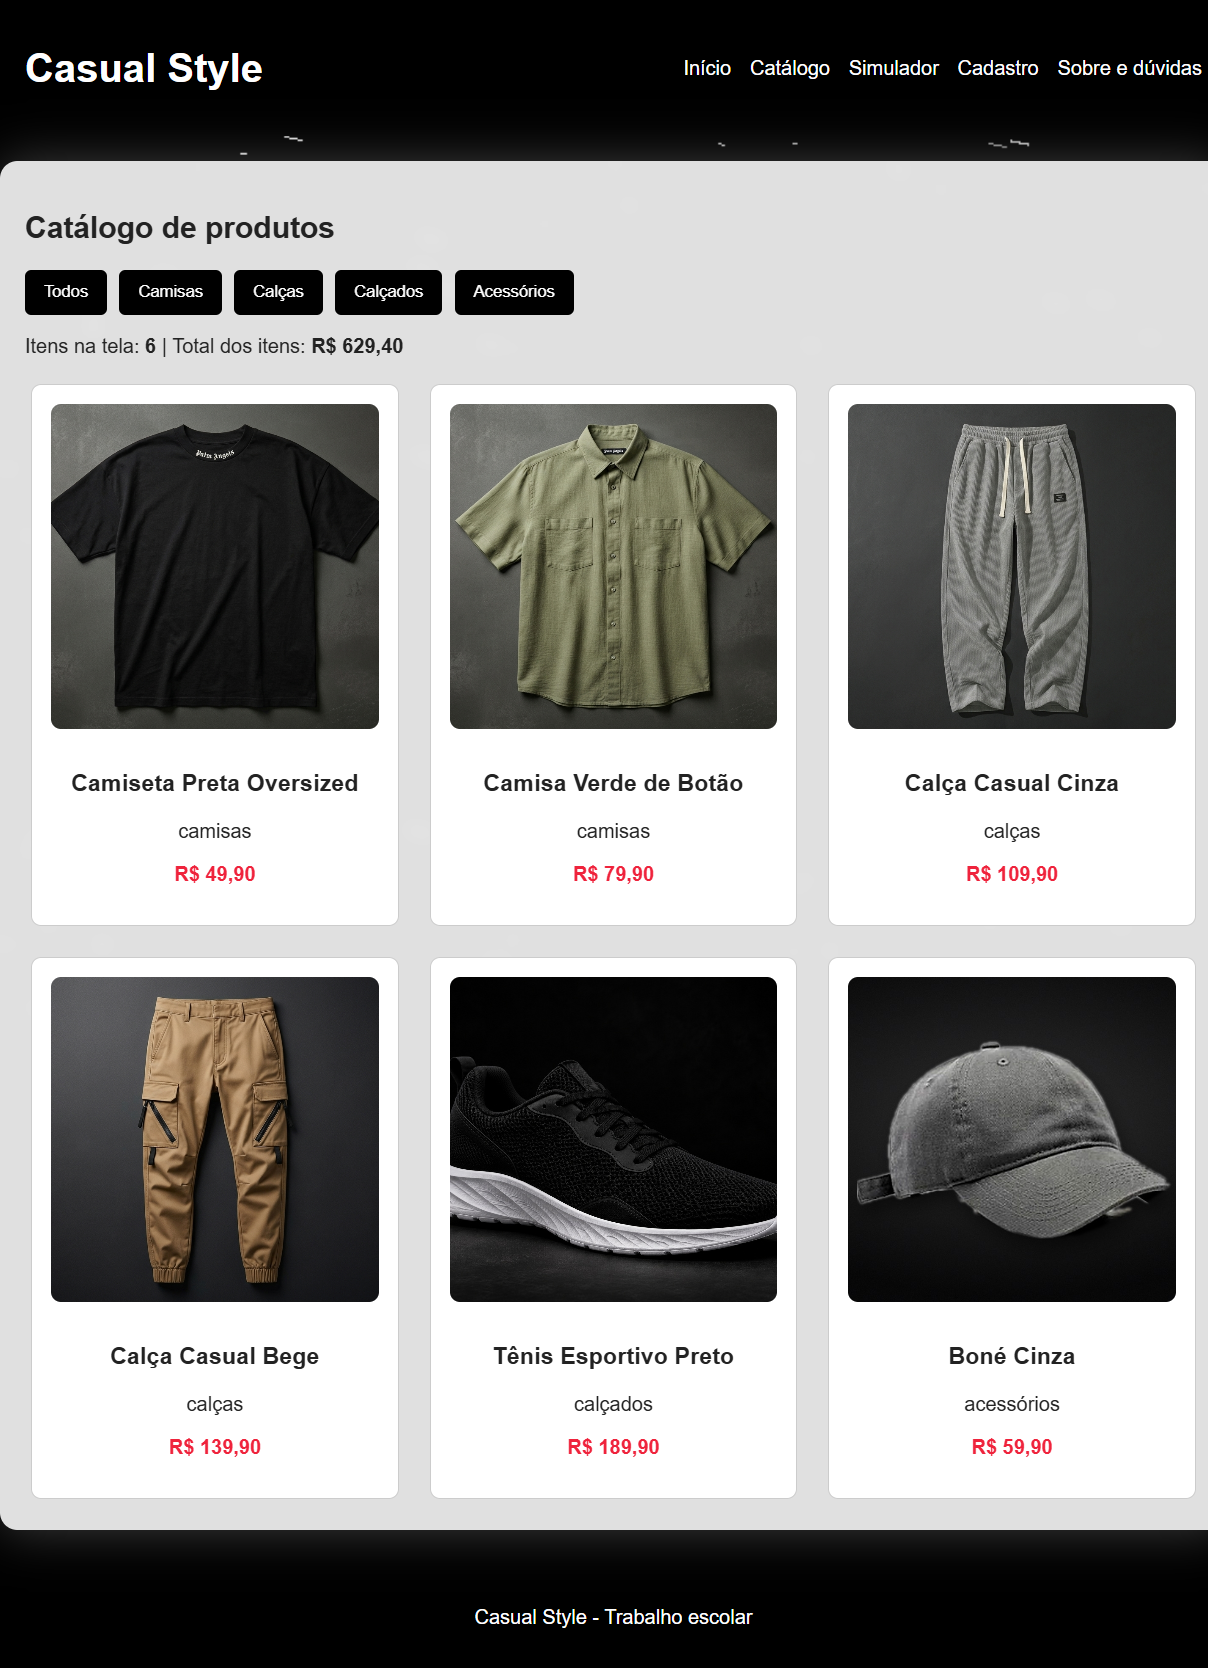 Casual Style
Início Catálogo Simulador Cadastro Sobre e dúvidas
Catálogo de produtos
Todos Camisas Calças Calçados Acessórios
Itens na tela: 6 | Total dos itens: R$ 629,40
Palm Angels
Camiseta Preta Oversized
camisas
R$ 49,90
Camisa Verde de Botão
camisas
R$ 79,90
Calça Casual Cinza
calças
R$ 109,90
Calça Casual Bege
calças
R$ 139,90
Tênis Esportivo Preto
calçados
R$ 189,90
Boné Cinza
acessórios
R$ 59,90
Casual Style - Trabalho escolar